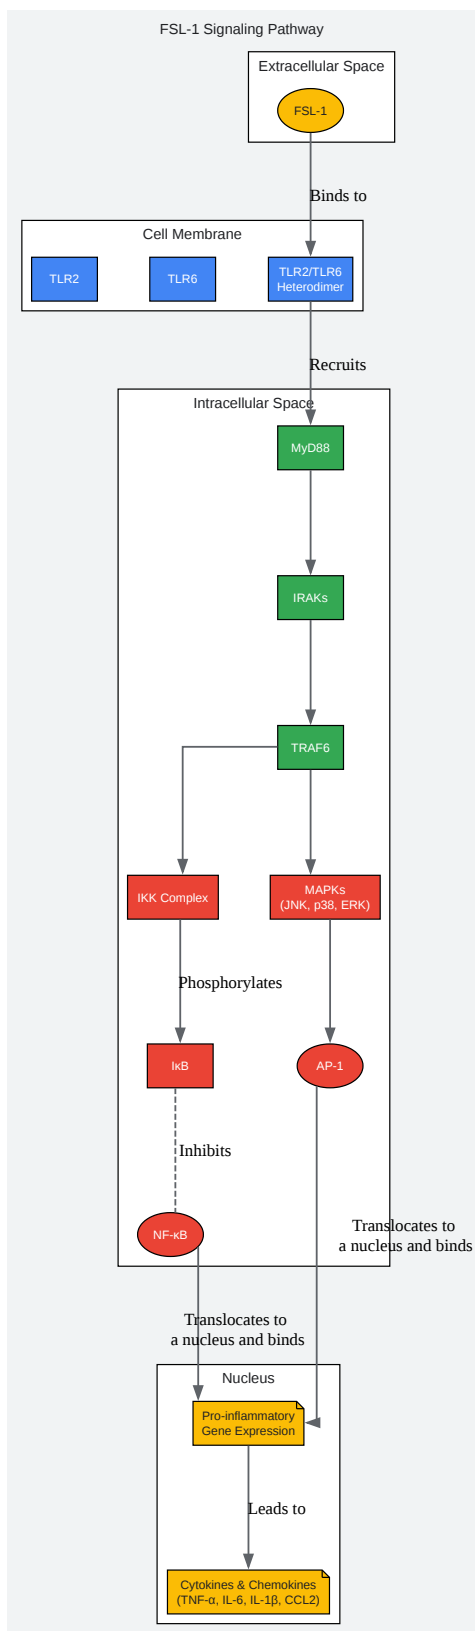 FSL-1 Signaling Pathway
Extracellular Space
FSL-1
Binds to
Cell Membrane
TLR2
TLR6
TLR2/TLR6
Heterodimer
Recruits
Intracellular Space
MyD88
IRAKs
TRAF6
IKK Complex
MAPKs
(JNK, p38, ERK)
Phosphorylates
IκB
AP-1
Inhibits
NF-κB
Translocates to
a nucleus and binds
Translocates to
a nucleus and binds
Nucleus
Pro-inflammatory
Gene Expression
Leads to
Cytokines & Chemokines
(TNF-α, IL-6, IL-1β, CCL2)